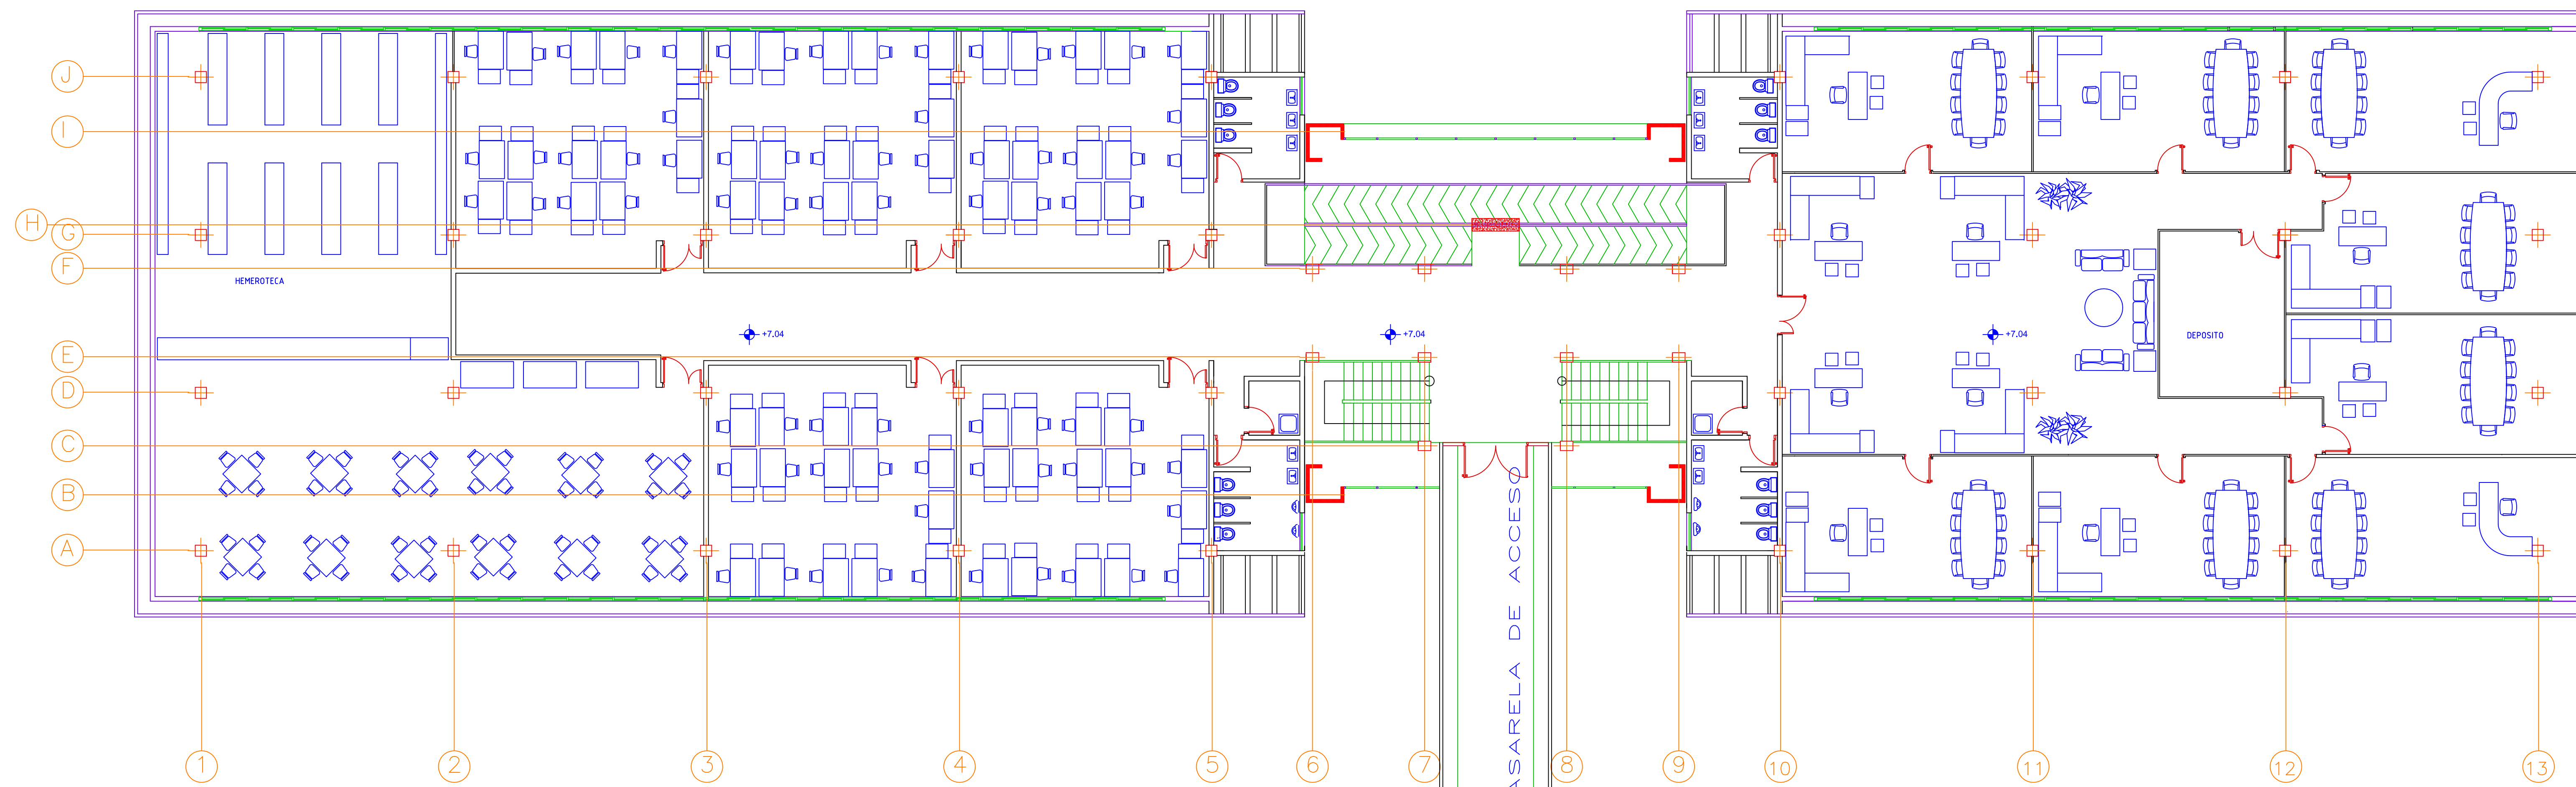 J
I
H
G
F
HEMEROTECA
+7.04
+7.04
+7.04
DEPOSITO
E
D
C
B
A
ASARELA DE ACCESO
1
2
3
4
5
6
7
8
9
10
11
12
13